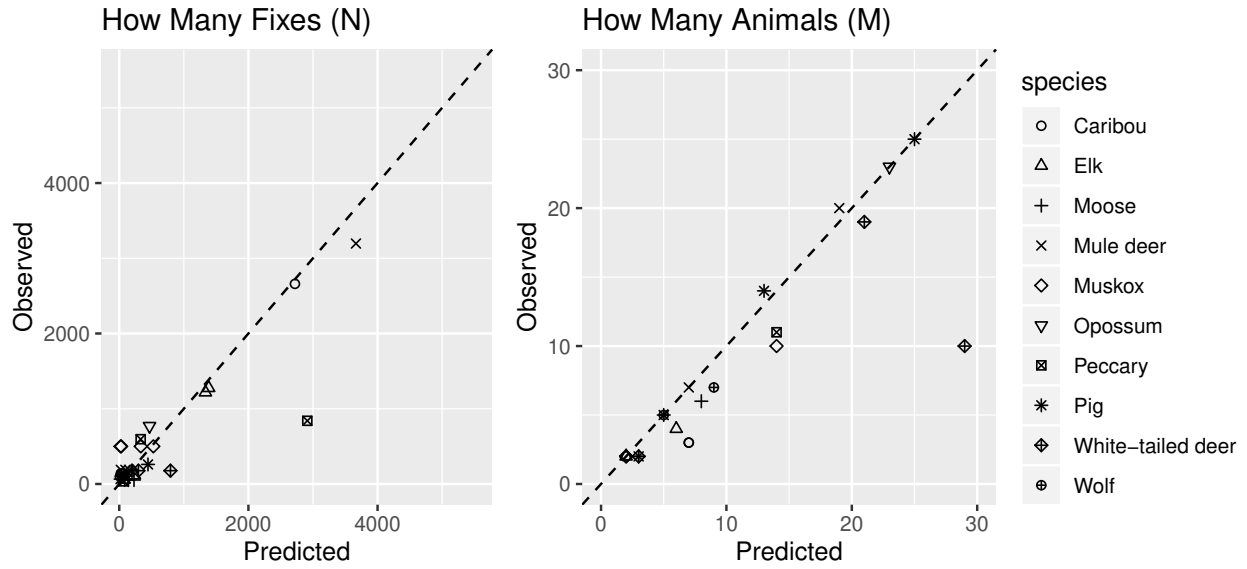 How Many Fixes (N)
Observed
4000
2000
0
0
2000
4000
Predicted
How Many Animals (M)
Observed
30
20
10
0
0
10
20
30
Predicted
species
Caribou
Elk
Moose
Mule deer
Muskox
Opossum
Peccary
Pig
White−tailed deer
Wolf